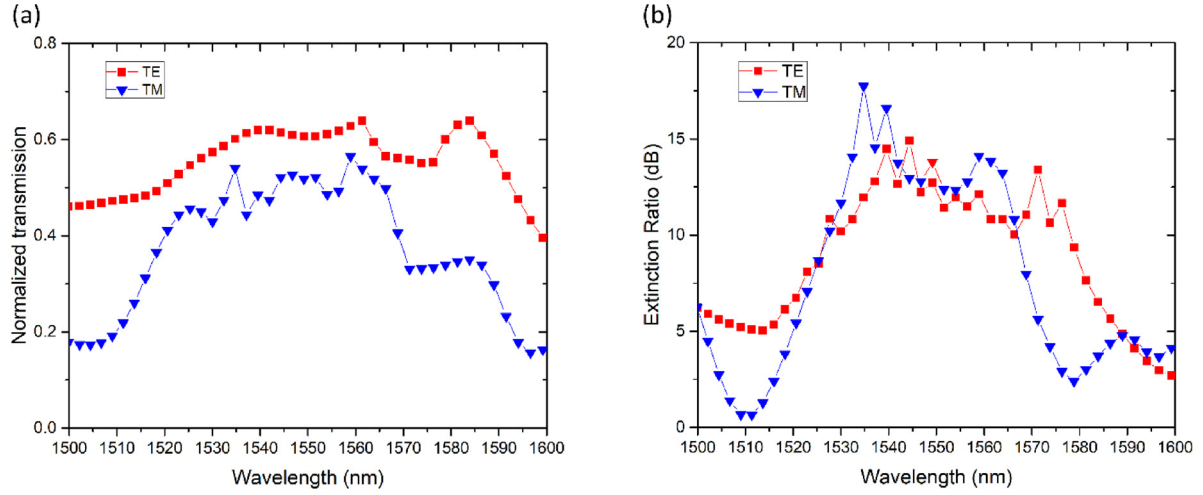 (a)
Normalized transmission
0.8
0.6
0.4
0.2
0.0
TE
TM
1500 1510 1520 1530 1540 1550 1560 1570 1580 1590 1600
Wavelength (nm)
(b)
Extinction Ratio (dB)
20
15
10
5
0
TE
TM
1500 1510 1520 1530 1540 1550 1560 1570 1580 1590 1600
Wavelength (nm)